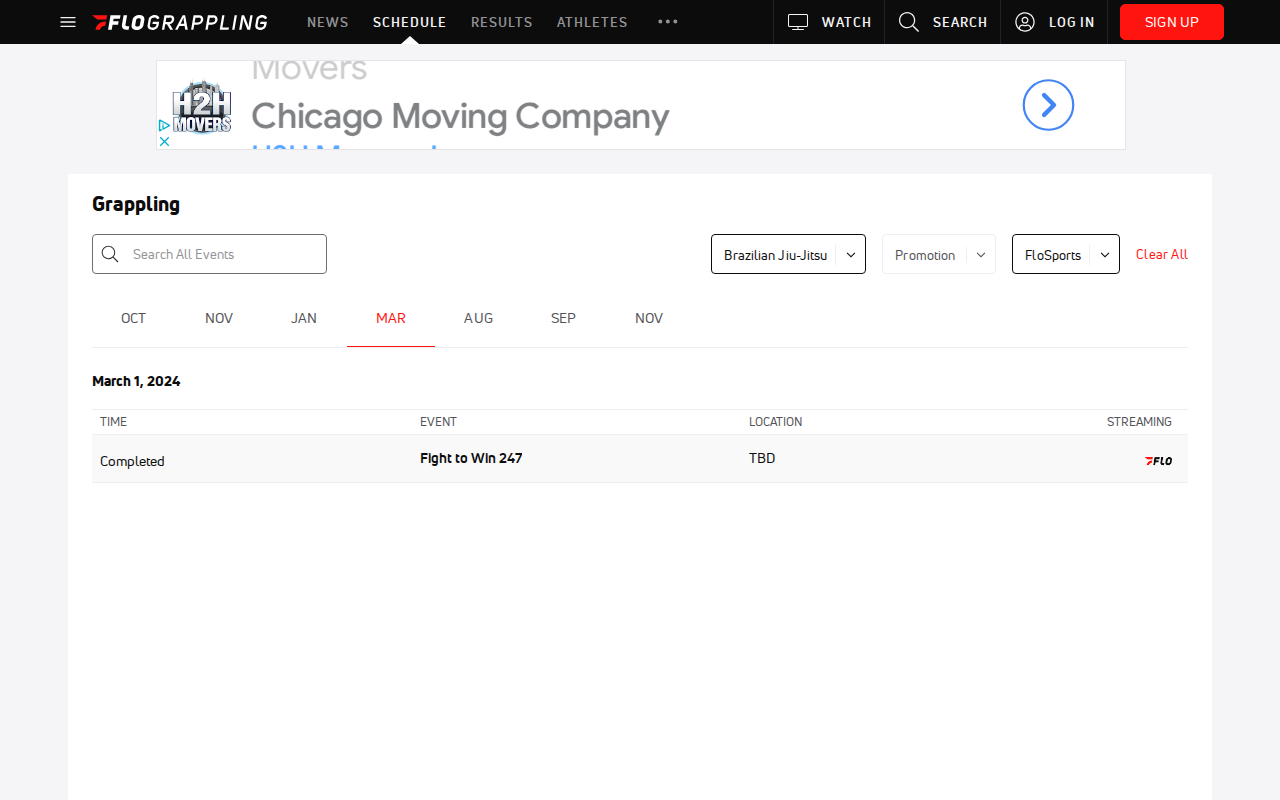 FLOGRAPPLING NEWS SCHEDULE RESULTS ATHLETES WATCH SEARCH LOG IN SIGN UP
Movers
H2H MOVERS
Chicago Moving Company
Grappling
Search All Events Brazilian Jiu-Jitsu Promotion FloSports Clear All
OCT NOV JAN MAR AUG SEP NOV
March 1, 2024
TIME EVENT LOCATION STREAMING
Completed Fight to Win 247 TBD FLO